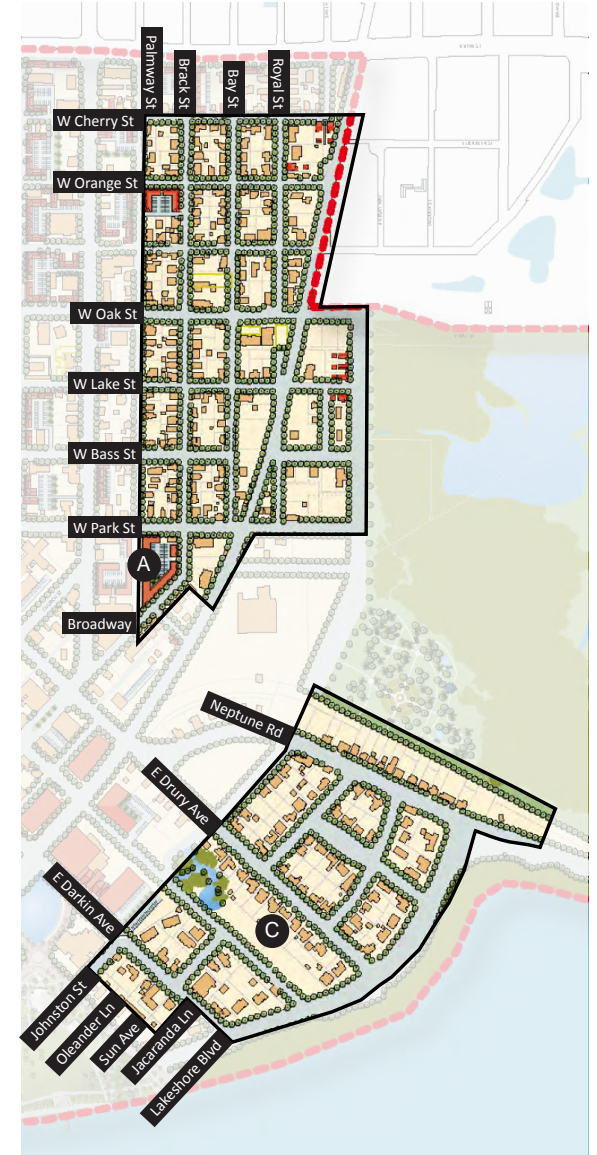 Palmway St
Brack St
Bay St
Royal St
W Cherry St
W Orange St
W Oak St
W Lake St
W Bass St
W Park St
A
Broadway
Neptune Rd
E Drury Ave
E Darkin Ave
C
Johnston St
Oleander Ln
Sun Ave
Jacaranda Ln
Lakeshore Blvd